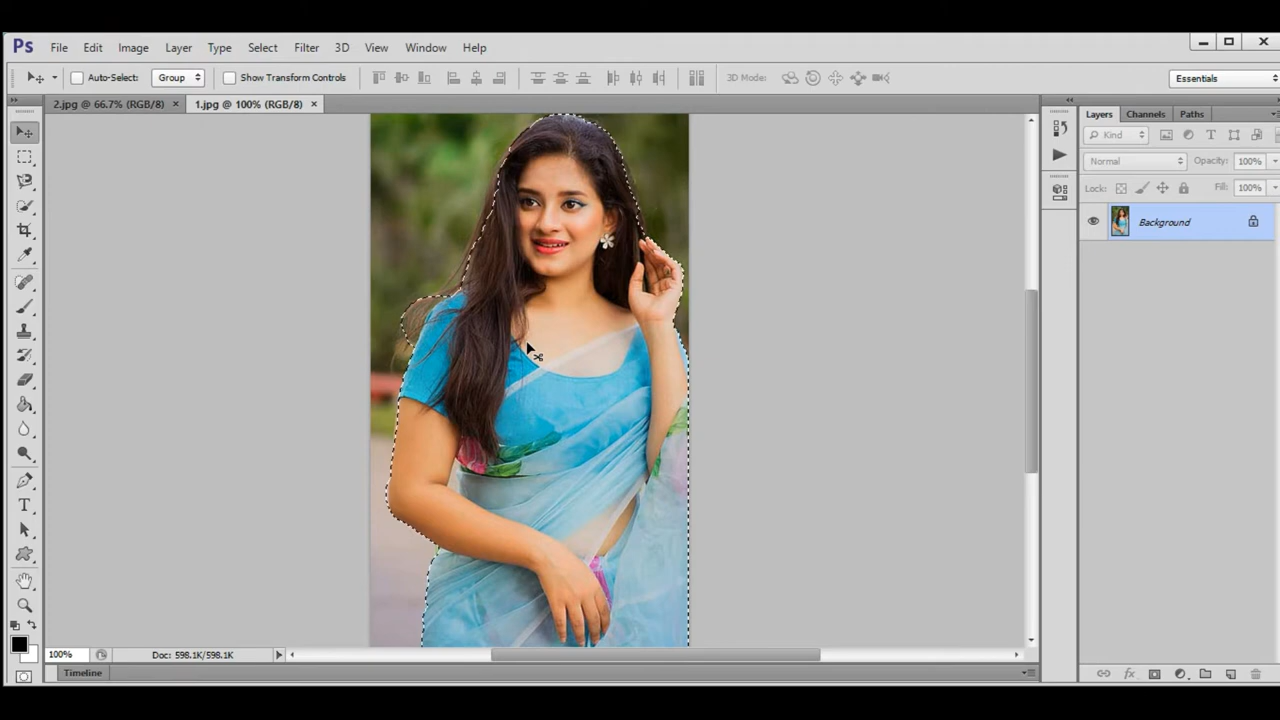 Ps File Edit Image Layer Type Select Filter 3D View Window Help
Auto-Select: Group Show Transform Controls 3D Mode: Essentials
2.jpg @ 66.7% (RGB/8) × 1.jpg @ 100% (RGB/8) × Layers Channels Paths
Kind
Normal Opacity: 100%
Lock: Fill: 100%
Background
100% Doc: 598.1K/598.1K
Timeline